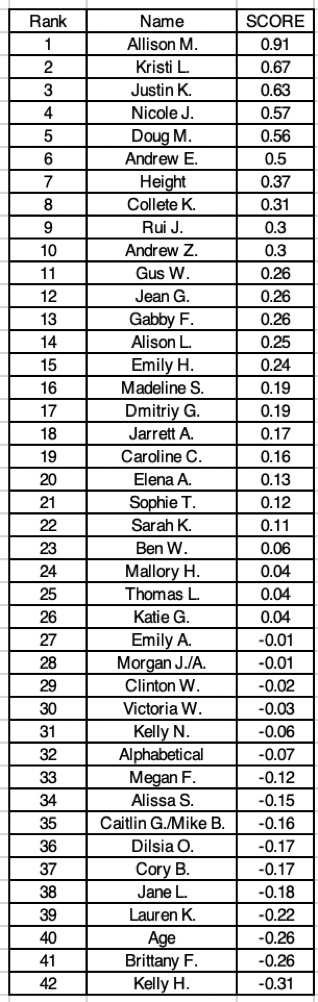 Rank Name SCORE
1 Allison M. 0.91
2 Kristi L. 0.67
3 Justin K. 0.63
4 Nicole J. 0.57
5 Doug M. 0.56
6 Andrew E. 0.5
7 Height 0.37
8 Collete K. 0.31
9 Rui J. 0.3
10 Andrew Z. 0.3
11 Gus W. 0.26
12 Jean G. 0.26
13 Gabby F. 0.26
14 Alison L. 0.25
15 Emily H. 0.24
16 Madeline S. 0.19
17 Dmitriy G. 0.19
18 Jarrett A. 0.17
19 Caroline C. 0.16
20 Elena A. 0.13
21 Sophie T. 0.12
22 Sarah K. 0.11
23 Ben W. 0.06
24 Mallory H. 0.04
25 Thomas L. 0.04
26 Katie G. 0.04
27 Emily A. -0.01
28 Morgan J./A. -0.01
29 Clinton W. -0.02
30 Victoria W. -0.03
31 Kelly N. -0.06
32 Alphabetical -0.07
33 Megan F. -0.12
34 Alissa S. -0.15
35 Caitlin G./Mike B. -0.16
36 Dilsia O. -0.17
37 Cory B. -0.17
38 Jane L. -0.18
39 Lauren K. -0.22
40 Age -0.26
41 Brittany F. -0.26
42 Kelly H. -0.31